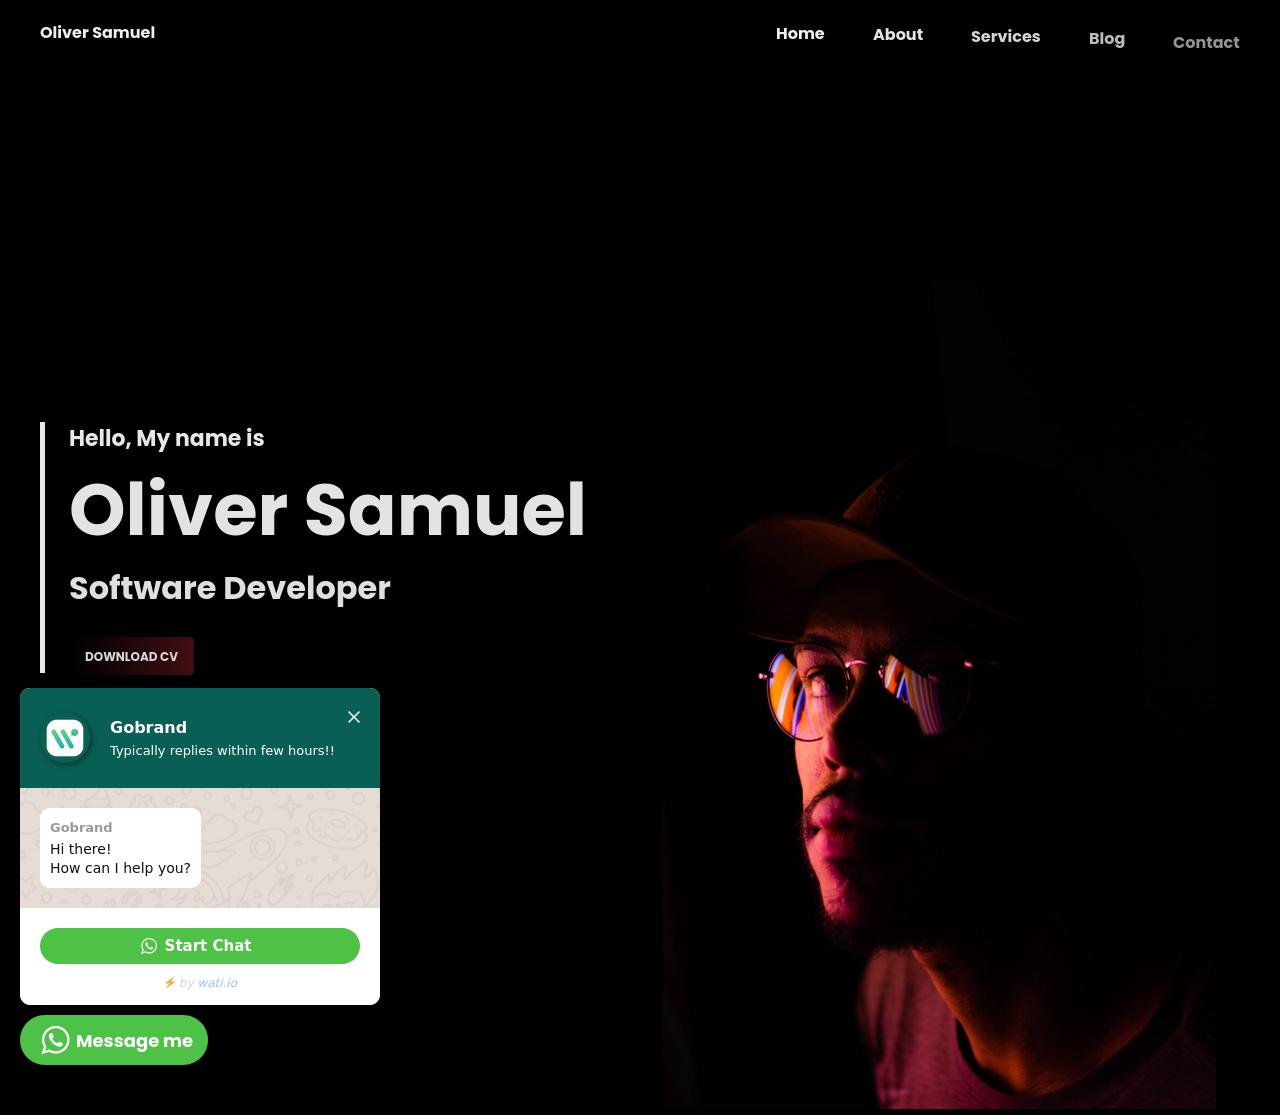 Oliver Samuel
Home
About
Services
Blog
Contact
Hello, My name is
Oliver Samuel
Software Developer
DOWNLOAD CV
Gobrand
Typically replies within few hours!!
Gobrand
Hi there!
How can I help you?
Start Chat
⚡ by wati.io
Message me